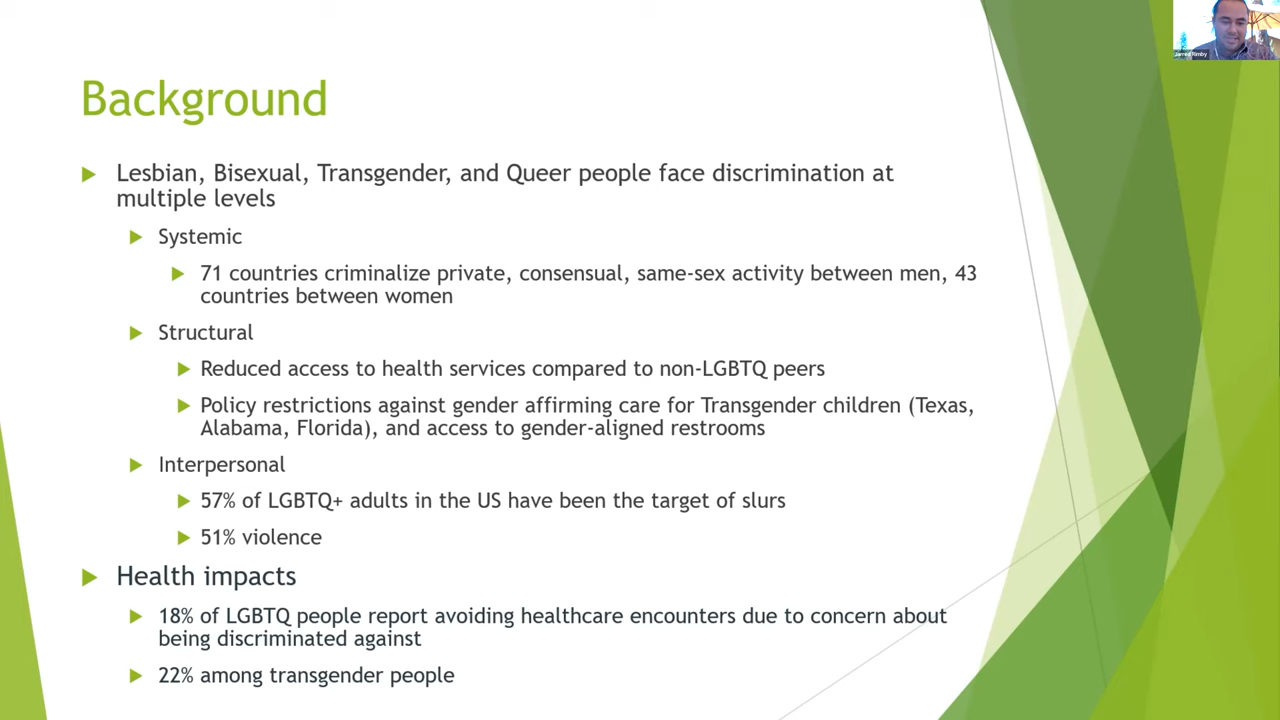 Jarred Rimby
Background
Lesbian, Bisexual, Transgender, and Queer people face discrimination at
multiple levels
Systemic
71 countries criminalize private, consensual, same-sex activity between men, 43
countries between women
Structural
Reduced access to health services compared to non-LGBTQ peers
Policy restrictions against gender affirming care for Transgender children (Texas,
Alabama, Florida), and access to gender-aligned restrooms
Interpersonal
57% of LGBTQ+ adults in the US have been the target of slurs
51% violence
Health impacts
18% of LGBTQ people report avoiding healthcare encounters due to concern about
being discriminated against
22% among transgender people